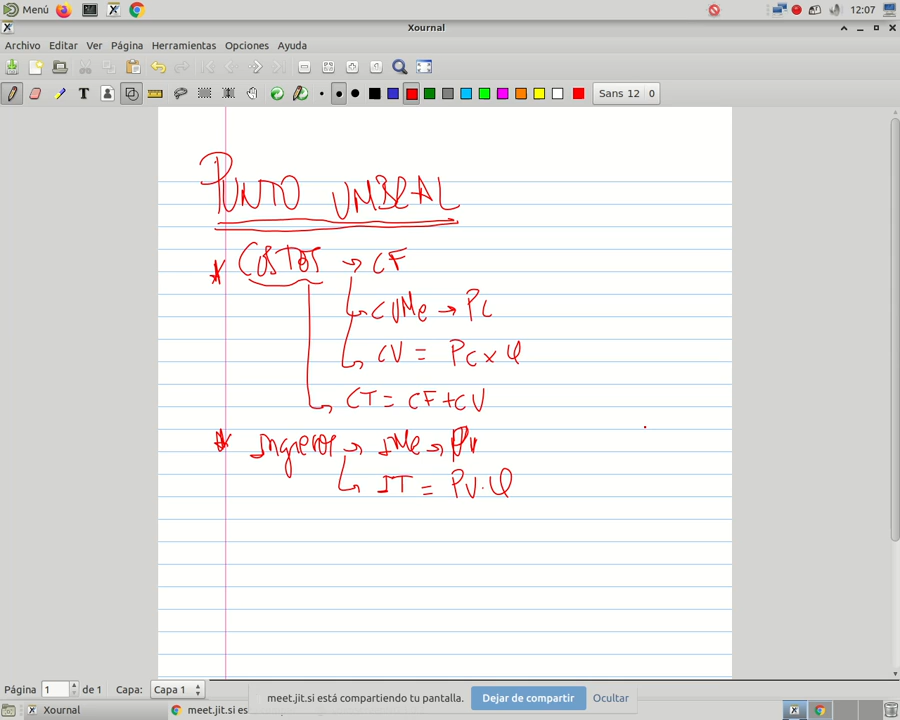 Menú 12:07
Xournal
Archivo Editar Ver Página Herramientas Opciones Ayuda
T Sans 12 0
PUNTO UMBRAL
* COSTOS → CF
CVMe → Pc
CV = Pc x Q
CT = CF + CV
* Ingresos → IMe → Pv
IT = Pv . Q
Página 1 de 1 Capa: Capa 1
meet.jit.si está compartiendo tu pantalla. Dejar de compartir Ocultar
Xournal meet.jit.si es